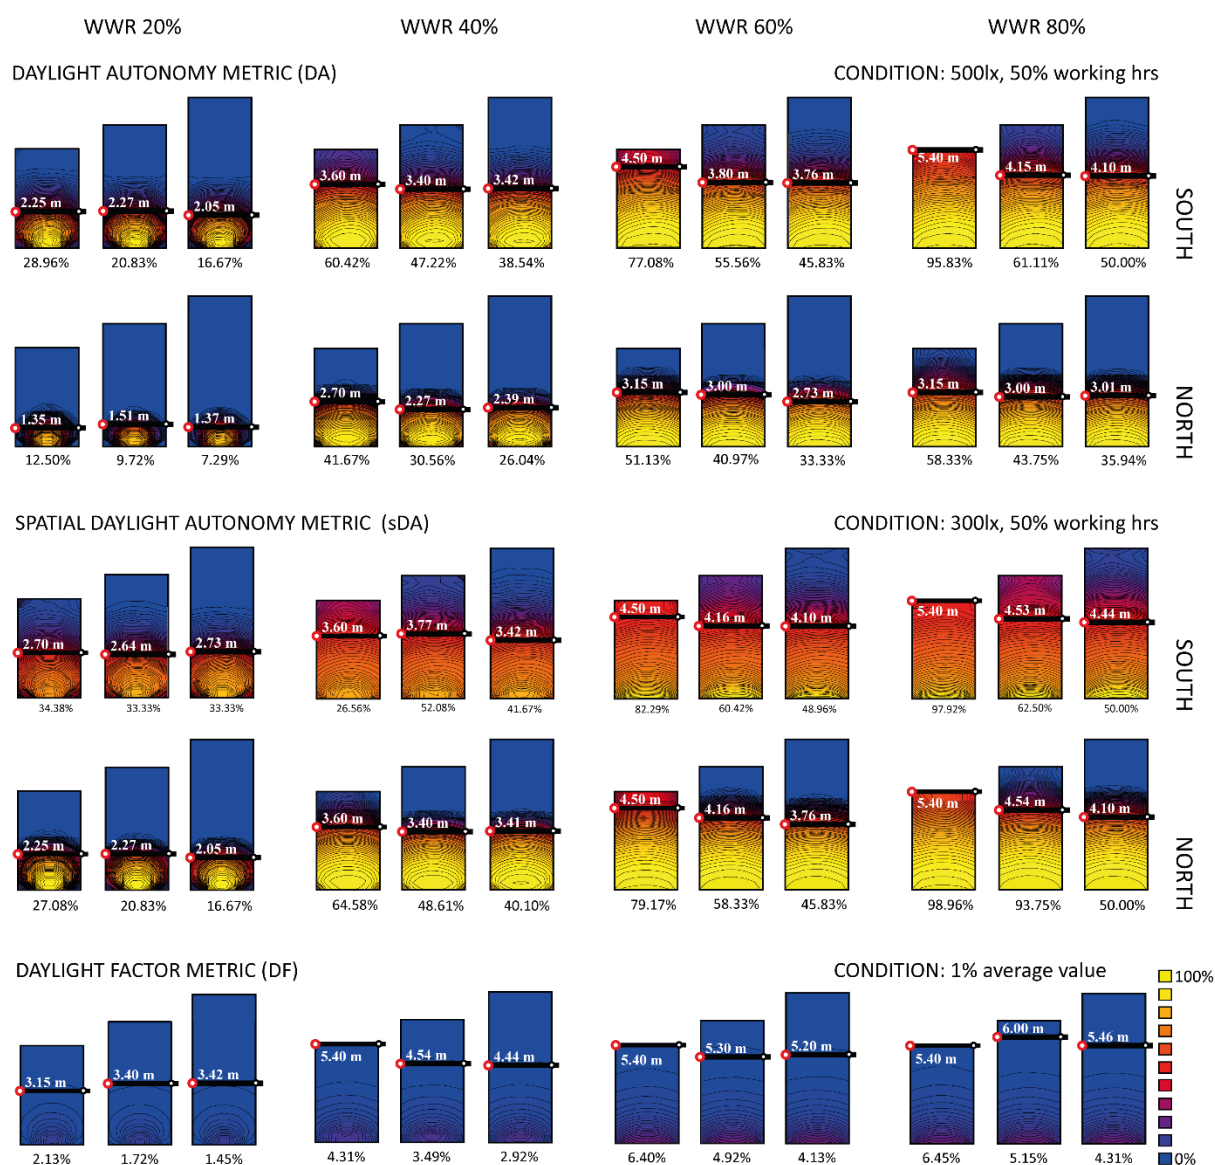 WWR 20% WWR 40% WWR 60% WWR 80%
DAYLIGHT AUTONOMY METRIC (DA) CONDITION: 500lx, 50% working hrs
2.25 m 2.27 m 2.05 m 3.60 m 3.40 m 3.42 m 4.50 m 3.80 m 3.76 m 5.40 m 4.15 m 4.10 m
SOUTH
28.96% 20.83% 16.67% 60.42% 47.22% 38.54% 77.08% 55.56% 45.83% 95.83% 61.11% 50.00%
1.35 m 1.51 m 1.37 m 2.70 m 2.27 m 2.39 m 3.15 m 3.00 m 2.73 m 3.15 m 3.00 m 3.01 m
NORTH
12.50% 9.72% 7.29% 41.67% 30.56% 26.04% 51.13% 40.97% 33.33% 58.33% 43.75% 35.94%
SPATIAL DAYLIGHT AUTONOMY METRIC (sDA) CONDITION: 300lx, 50% working hrs
2.70 m 2.64 m 2.73 m 3.60 m 3.77 m 3.42 m 4.50 m 4.16 m 4.10 m 5.40 m 4.53 m 4.44 m
SOUTH
34.38% 33.33% 33.33% 26.56% 52.08% 41.67% 82.29% 60.42% 48.96% 97.92% 62.50% 50.00%
2.25 m 2.27 m 2.05 m 3.60 m 3.40 m 3.41 m 4.50 m 4.16 m 3.76 m 5.40 m 4.54 m 4.10 m
NORTH
27.08% 20.83% 16.67% 64.58% 48.61% 40.10% 79.17% 58.33% 45.83% 98.96% 93.75% 50.00%
DAYLIGHT FACTOR METRIC (DF) CONDITION: 1% average value
100%
3.15 m 3.40 m 3.42 m 5.40 m 4.54 m 4.44 m 5.40 m 5.30 m 5.20 m 5.40 m 6.00 m 5.46 m
2.13% 1.72% 1.45% 4.31% 3.49% 2.92% 6.40% 4.92% 4.13% 6.45% 5.15% 4.31% 0%